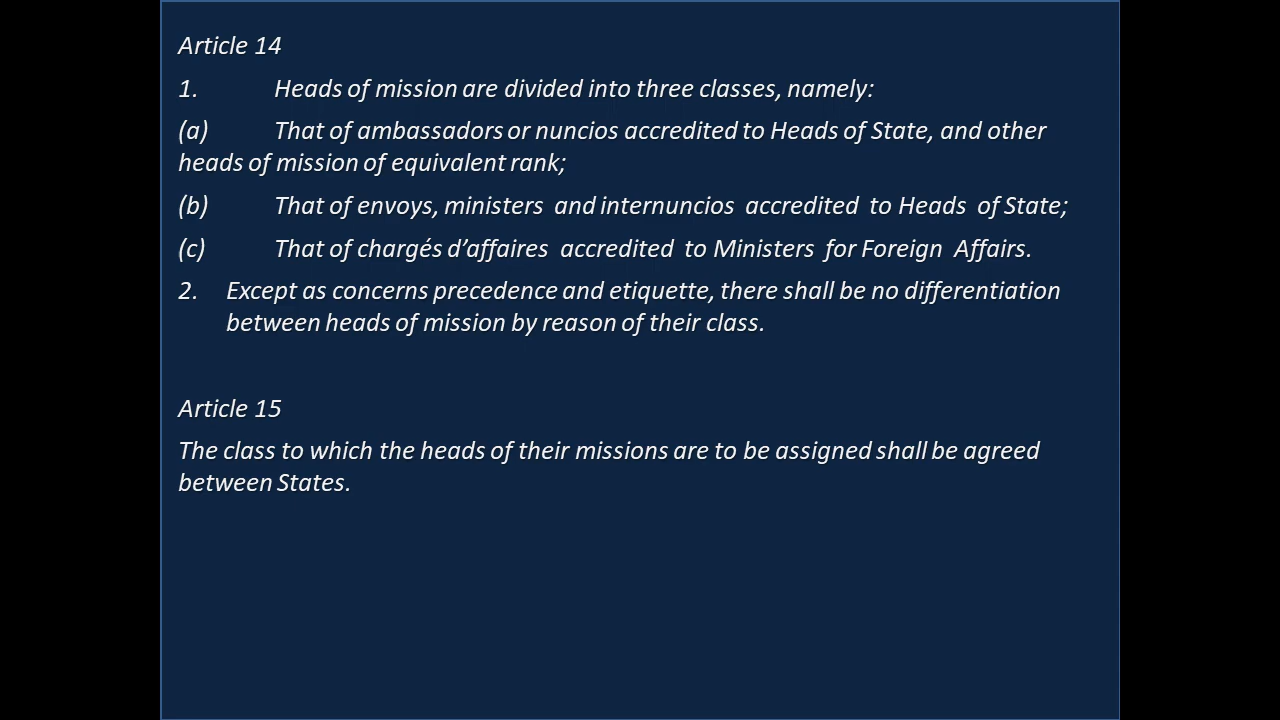 Article 14
1. Heads of mission are divided into three classes, namely:
(a) That of ambassadors or nuncios accredited to Heads of State, and other
heads of mission of equivalent rank;
(b) That of envoys, ministers and internuncios accredited to Heads of State;
(c) That of chargés d’affaires accredited to Ministers for Foreign Affairs.
2. Except as concerns precedence and etiquette, there shall be no differentiation
between heads of mission by reason of their class.
Article 15
The class to which the heads of their missions are to be assigned shall be agreed
between States.